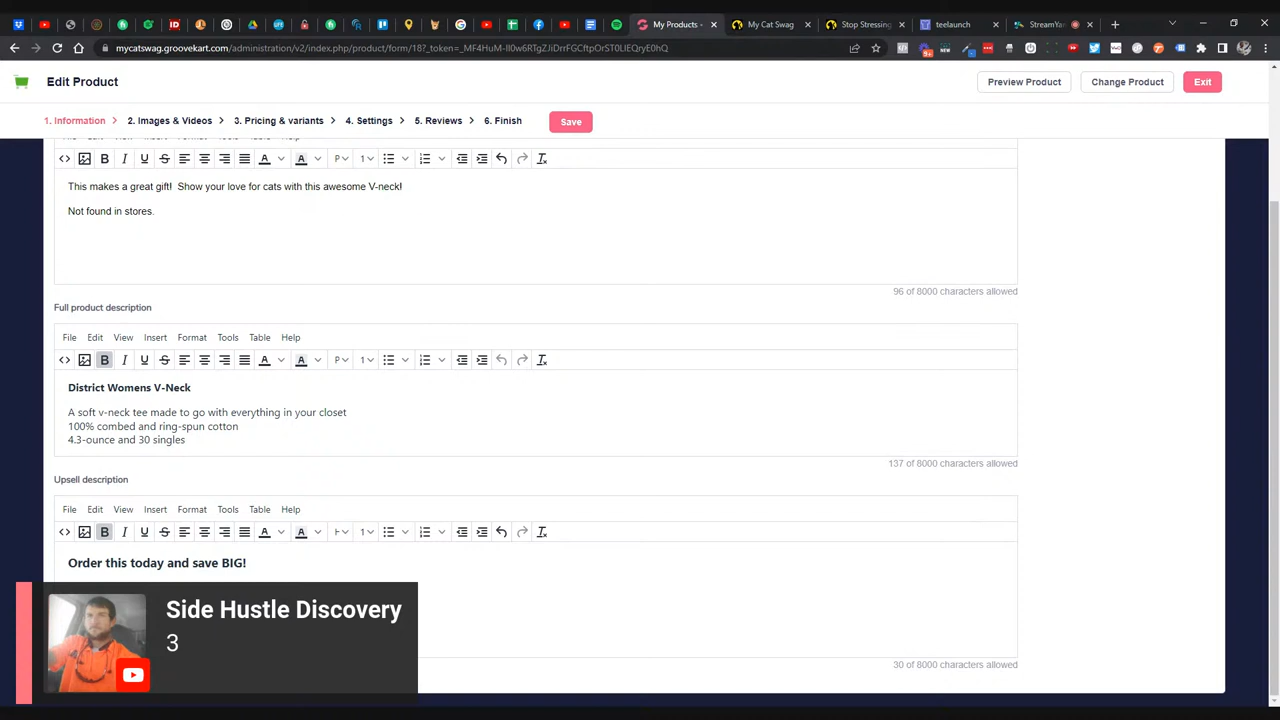 My Products -
My Cat Swag
Stop Stressing
teelaunch
StreamYar
mycatswag.groovekart.com/administration/v2/index.php/product/form/18?_token=_MF4HuM-Il0w6RTgZJiDrrFGCftpOrST0LIEQryE0hQ
Edit Product
Preview Product
Change Product
Exit
1. Information
2. Images & Videos
3. Pricing & variants
4. Settings
5. Reviews
6. Finish
Save
This makes a great gift!  Show your love for cats with this awesome V-neck!
Not found in stores.
96 of 8000 characters allowed
Full product description
File Edit View Insert Format Tools Table Help
District Womens V-Neck
A soft v-neck tee made to go with everything in your closet
100% combed and ring-spun cotton
4.3-ounce and 30 singles
137 of 8000 characters allowed
Upsell description
File Edit View Insert Format Tools Table Help
Order this today and save BIG!
Side Hustle Discovery
3
30 of 8000 characters allowed